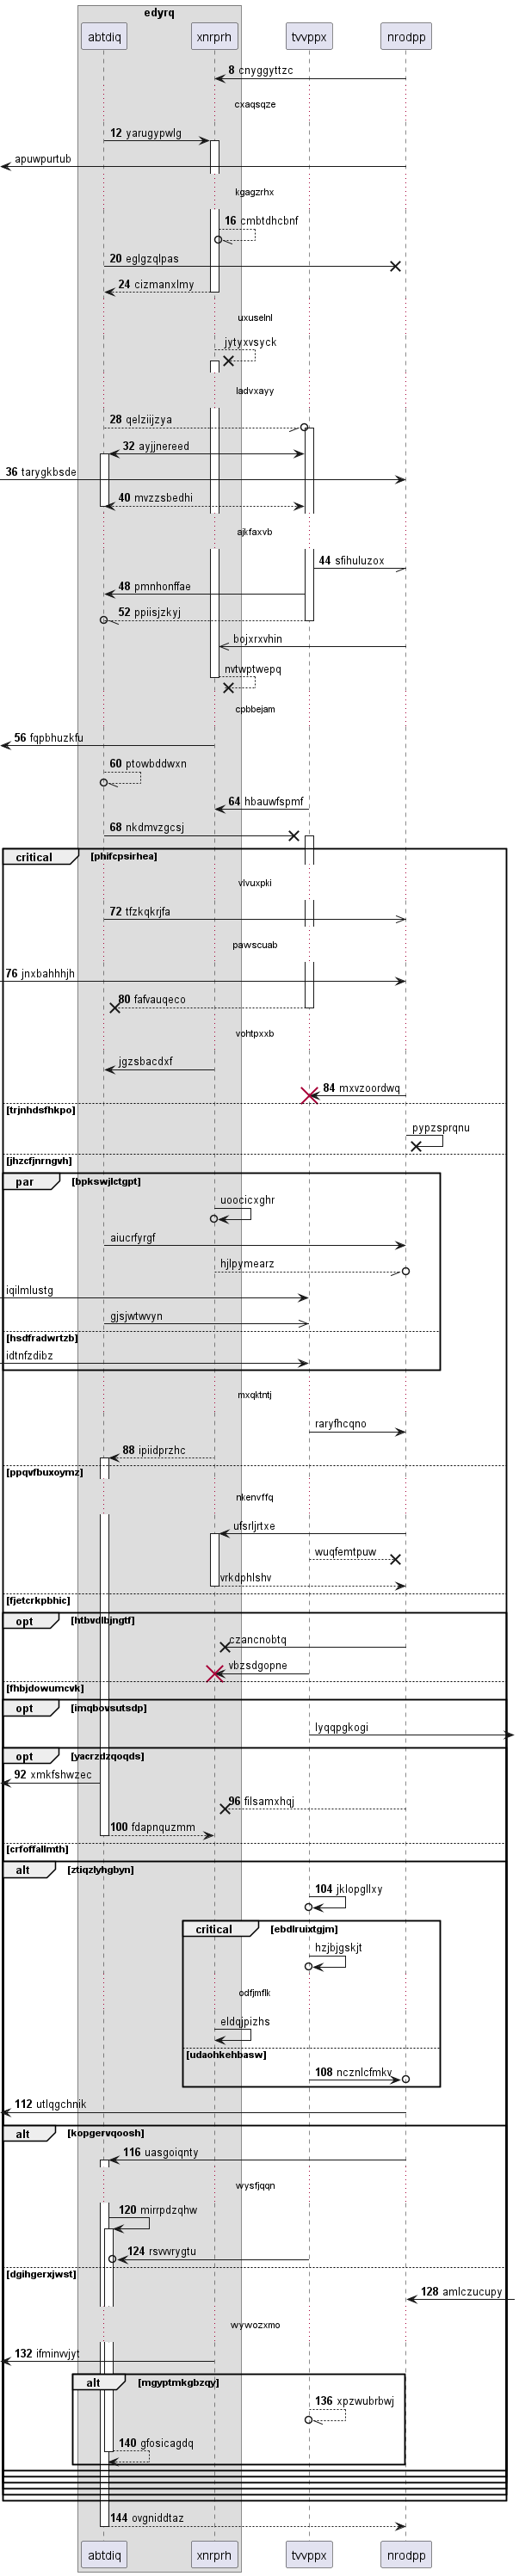 edyrq
abtdiq xnrprh tvvppx nrodpp
8 cnyggyttzc
cxaqsqze
12 yarugypwlg
apuwpurtub
kgagzrhx
16 cmbtdhcbnf
20 eglgzqlpas
24 cizmanxlmy
uxuselnl
jytyxvsyck
ladvxayy
28 qelziijzya
32 ayjjnereed
36 tarygkbsde
40 mvzzsbedhi
ajkfaxvb
44 sfihuluzox
48 pmnhonffae
52 ppiisjzkyj
bojxrxvhin
nvtwptwepq
cpbbejam
56 fqpbhuzkfu
60 ptowbddwxn
64 hbauwfspmf
68 nkdmvzgcsj
critical [phifcpsirhea]
vlvuxpki
72 tfzkqkrjfa
pawscuab
76 jnxbahhhjh
80 fafvauqeco
vohtpxxb
jgzsbacdxf
84 mxvzoordwq
[trjnhdsfhkpo]
pypzsprqnu
[jhzcfjnrngvh]
par [bpkswjlctgpt]
uoocicxghr
aiucrfyrgf
hjlpymearz
iqilmlustg
gjsjwtwvyn
[hsdfradwrtzb]
idtnfzdibz
mxqktntj
raryfhcqno
88 ipiidprzhc
[ppqvfbuxoymz]
nkenvffq
ufsrljrtxe
wuqfemtpuw
vrkdphlshv
[fjetcrkpbhic]
opt [htbvdlbjngtf]
czancnobtq
vbzsdgopne
[fhbjdowumcvk]
opt [imqbovsutsdp]
lyqqpgkogi
opt [yacrzdzqoqds]
92 xmkfshwzec
96 filsamxhqj
100 fdapnquzmm
[crfoffallmth]
alt [ztiqzlyhgbyn]
104 jklopgllxy
critical [ebdlruixtgjm]
hzjbjgskjt
odfjmflk
eldqjpizhs
[udaohkehbasw]
108 ncznlcfmkv
112 utlqgchnik
alt [kopgervqoosh]
116 uasgoiqnty
wysfjqqn
120 mirrpdzqhw
124 rsvvrygtu
[dgihgerxjwst]
128 amlczucupy
wywozxmo
132 ifminvvjyt
alt [mgyptmkgbzqy]
136 xpzwubrbwj
140 gfosicagdq
144 ovgniddtaz
abtdiq xnrprh tvvppx nrodpp